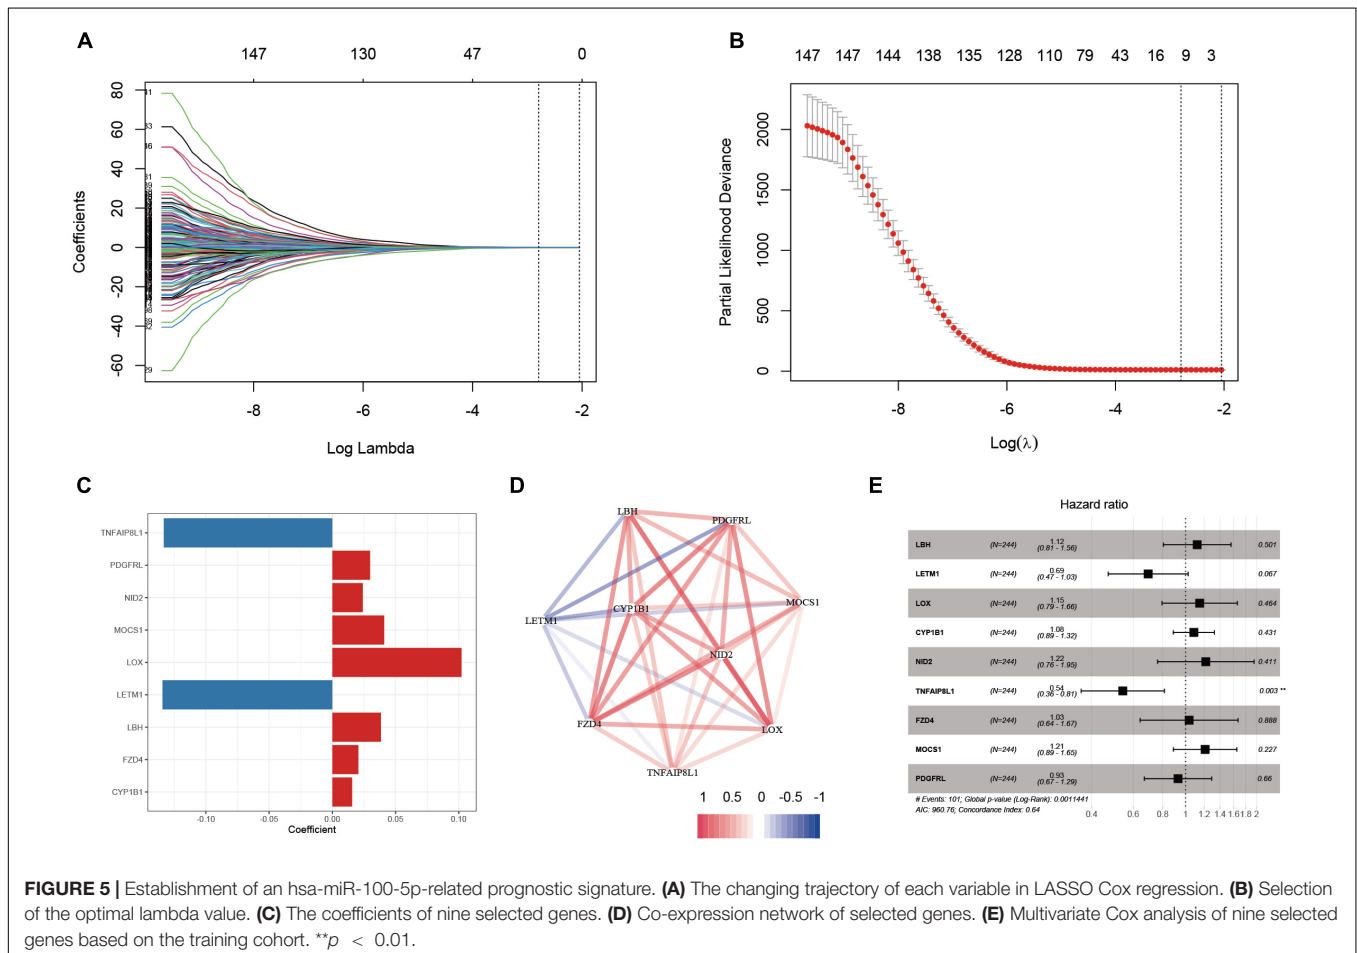 A
147 130 47 0
80
60
40
20
0
-20
-40
-60
Coefficients
-8 -6 -4 -2
Log Lambda
B
147 147 144 138 135 128 110 79 43 16 9 3
2000
1500
1000
500
0
Partial Likelihood Deviance
-8 -6 -4 -2
Log(λ)
C
TNFAIP8L1
PDGFRL
NID2
MOCS1
LOX
LETM1
LBH
FZD4
CYP1B1
-0.10 -0.05 0.00 0.05 0.10
Coefficient
D
LBH
PDGFRL
MOCS1
CYP1B1
LETM1
NID2
FZD4
LOX
TNFAIP8L1
1 0.5 0 -0.5 -1
E
Hazard ratio
LBH (N=244) 1.12 (0.81 - 1.56) 0.501
LETM1 (N=244) 0.69 (0.47 - 1.03) 0.067
LOX (N=244) 1.15 (0.79 - 1.66) 0.464
CYP1B1 (N=244) 1.08 (0.89 - 1.32) 0.431
NID2 (N=244) 1.22 (0.76 - 1.95) 0.411
TNFAIP8L1 (N=244) 0.54 (0.36 - 0.81) 0.003 **
FZD4 (N=244) 1.03 (0.64 - 1.67) 0.888
MOCS1 (N=244) 1.21 (0.89 - 1.65) 0.227
PDGFRL (N=244) 0.93 (0.67 - 1.29) 0.66
# Events: 101; Global p-value (Log-Rank): 0.0011441
AIC: 960.76; Concordance Index: 0.64
0.4 0.6 0.8 1 1.2 1.4 1.6 1.8 2
FIGURE 5 | Establishment of an hsa-miR-100-5p-related prognostic signature. (A) The changing trajectory of each variable in LASSO Cox regression. (B) Selection
of the optimal lambda value. (C) The coefficients of nine selected genes. (D) Co-expression network of selected genes. (E) Multivariate Cox analysis of nine selected
genes based on the training cohort. **p < 0.01.